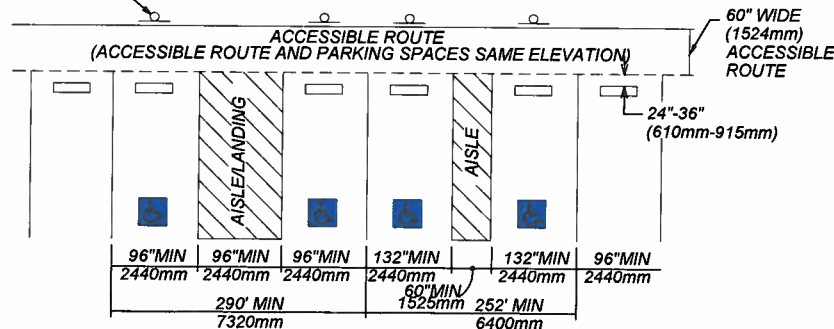 ACCESSIBLE ROUTE
(ACCESSIBLE ROUTE AND PARKING SPACES SAME ELEVATION)
60" WIDE
(1524mm)
ACCESSIBLE
ROUTE
24"-36"
(610mm-915mm)
AISLE/LANDING
AISLE
96"MIN
2440mm
96"MIN
2440mm
96"MIN
2440mm
132"MIN
2440mm
60"MIN
1525mm
132"MIN
2440mm
96"MIN
2440mm
290' MIN
7320mm
252' MIN
6400mm